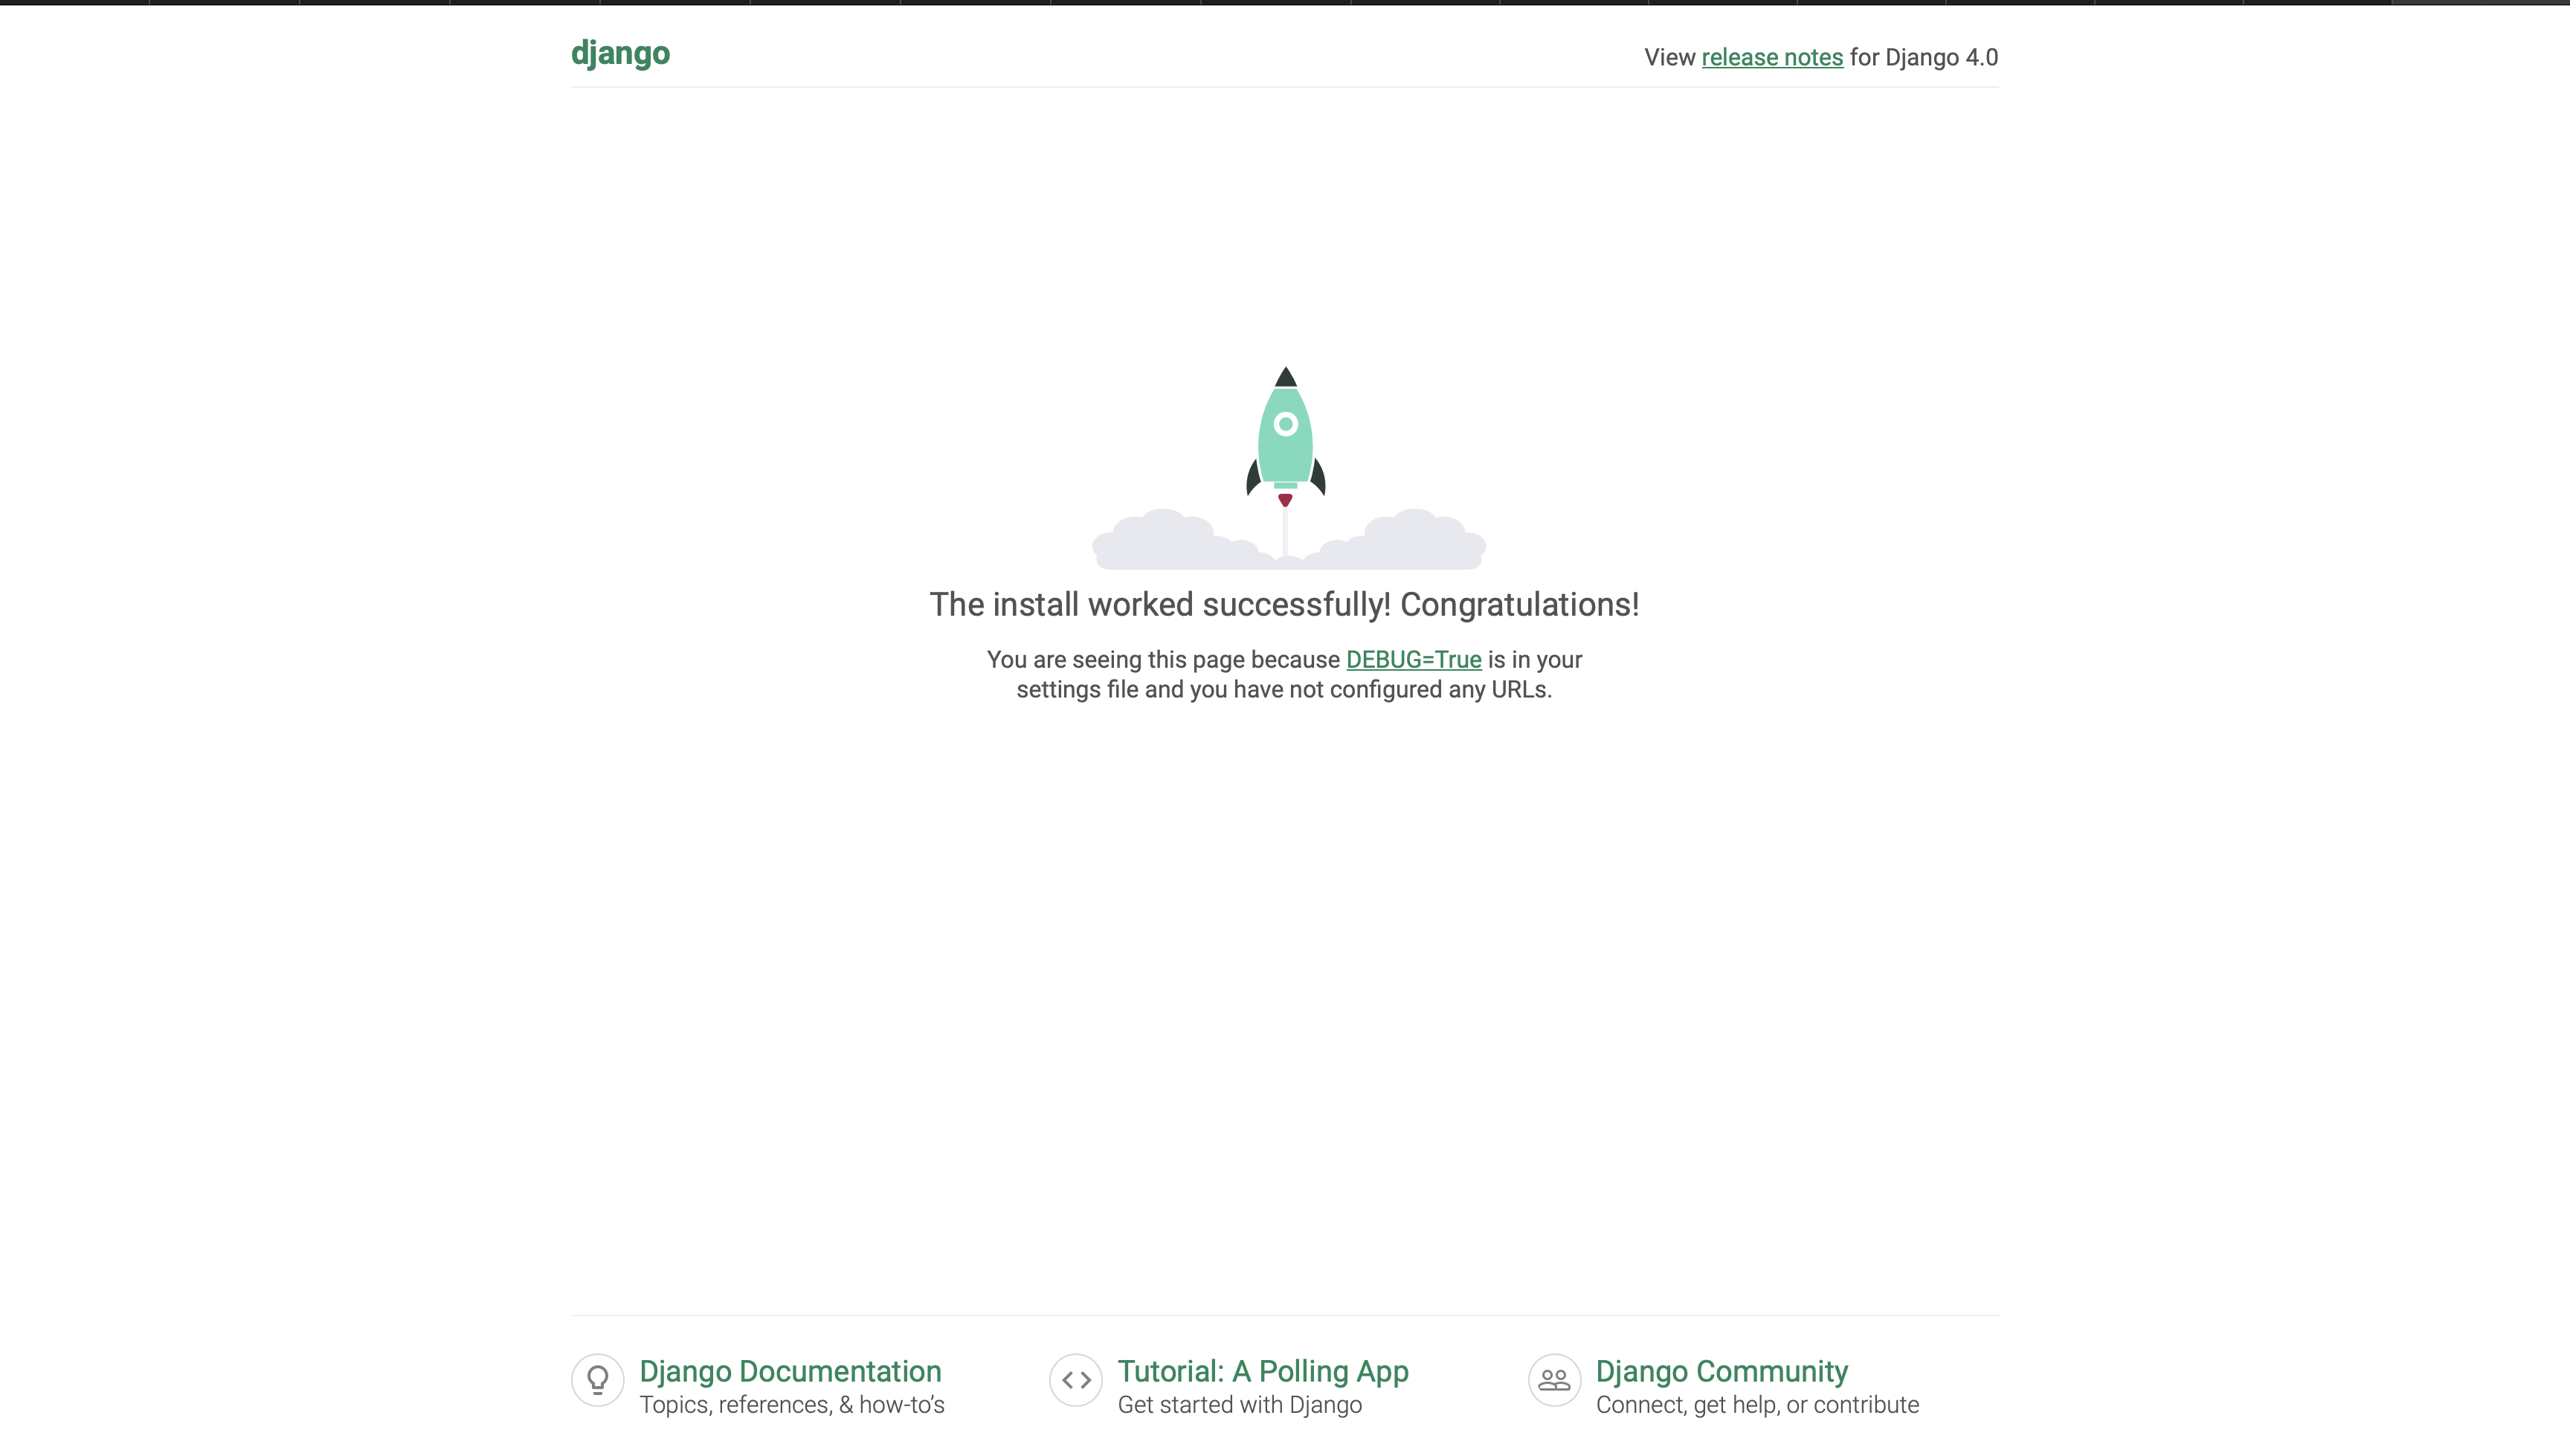 django
View release notes for Django 4.0
The install worked successfully! Congratulations!
You are seeing this page because DEBUG=True is in your
settings file and you have not configured any URLs.
Django Documentation
Topics, references, & how-to’s
Tutorial: A Polling App
Get started with Django
Django Community
Connect, get help, or contribute